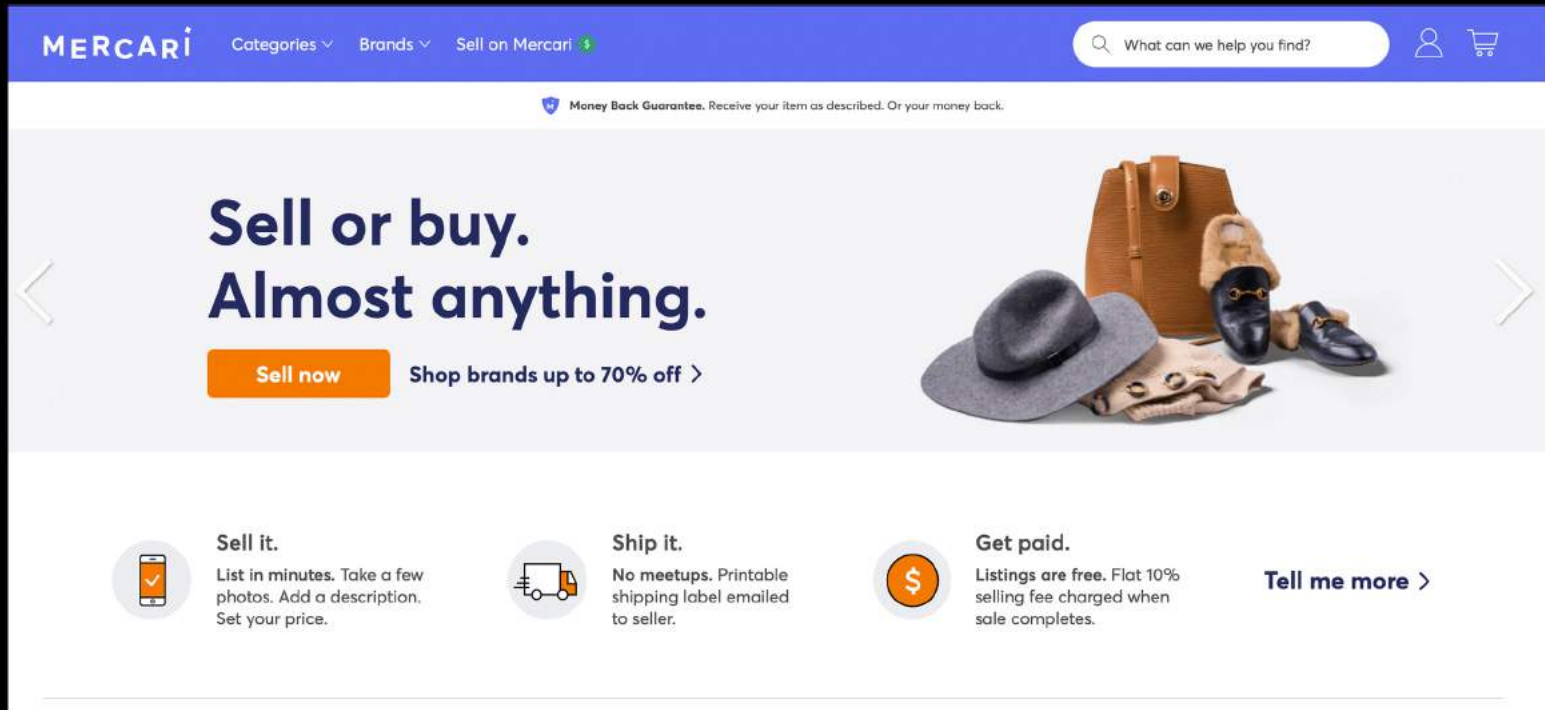 MERCARI Categories Brands Sell on Mercari $ What can we help you find?
M Money Back Guarantee. Receive your item as described. Or your money back.
Sell or buy.
Almost anything.
Sell now Shop brands up to 70% off >
Sell it.
List in minutes. Take a few
photos. Add a description.
Set your price.
Ship it.
No meetups. Printable
shipping label emailed
to seller.
$
Get paid.
Listings are free. Flat 10%
selling fee charged when
sale completes.
Tell me more >